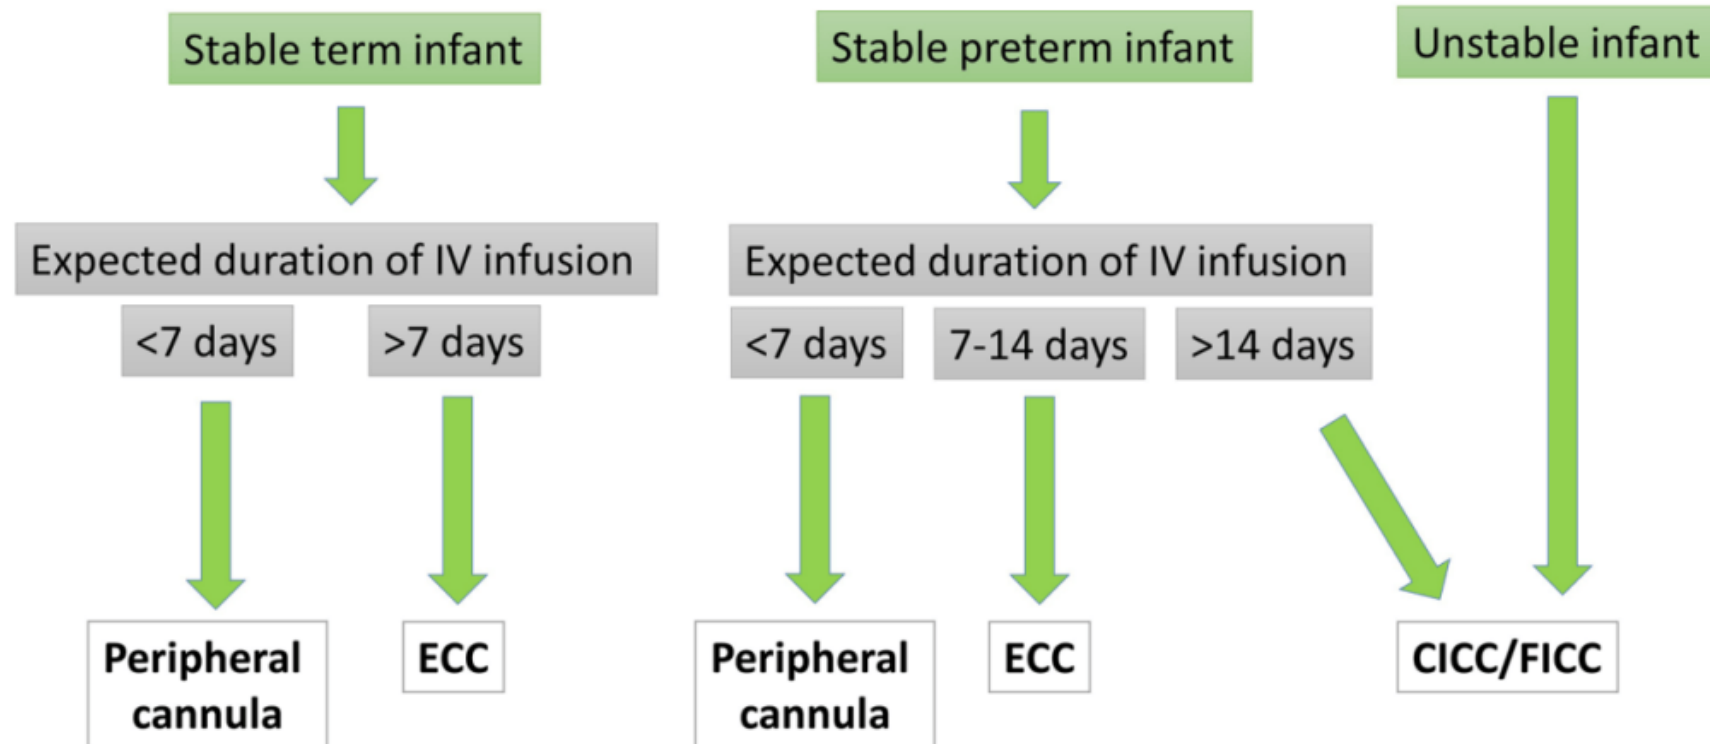 Stable term infant
Stable preterm infant
Unstable infant
Expected duration of IV infusion
Expected duration of IV infusion
<7 days
>7 days
<7 days
7-14 days
>14 days
Peripheral
cannula
ECC
Peripheral
cannula
ECC
CICC/FICC